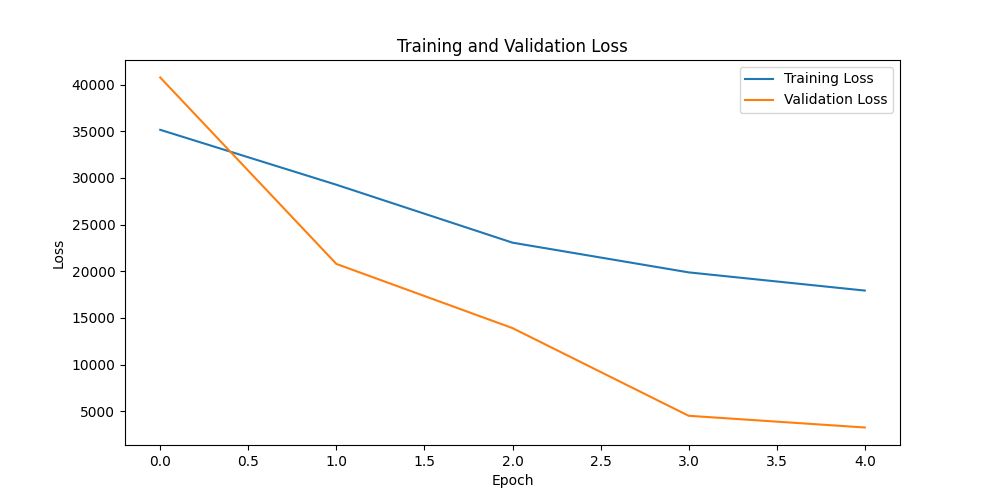 Training and Validation Loss
Training Loss
Validation Loss
Loss
40000
35000
30000
25000
20000
15000
10000
5000
0.0 0.5 1.0 1.5 2.0 2.5 3.0 3.5 4.0
Epoch